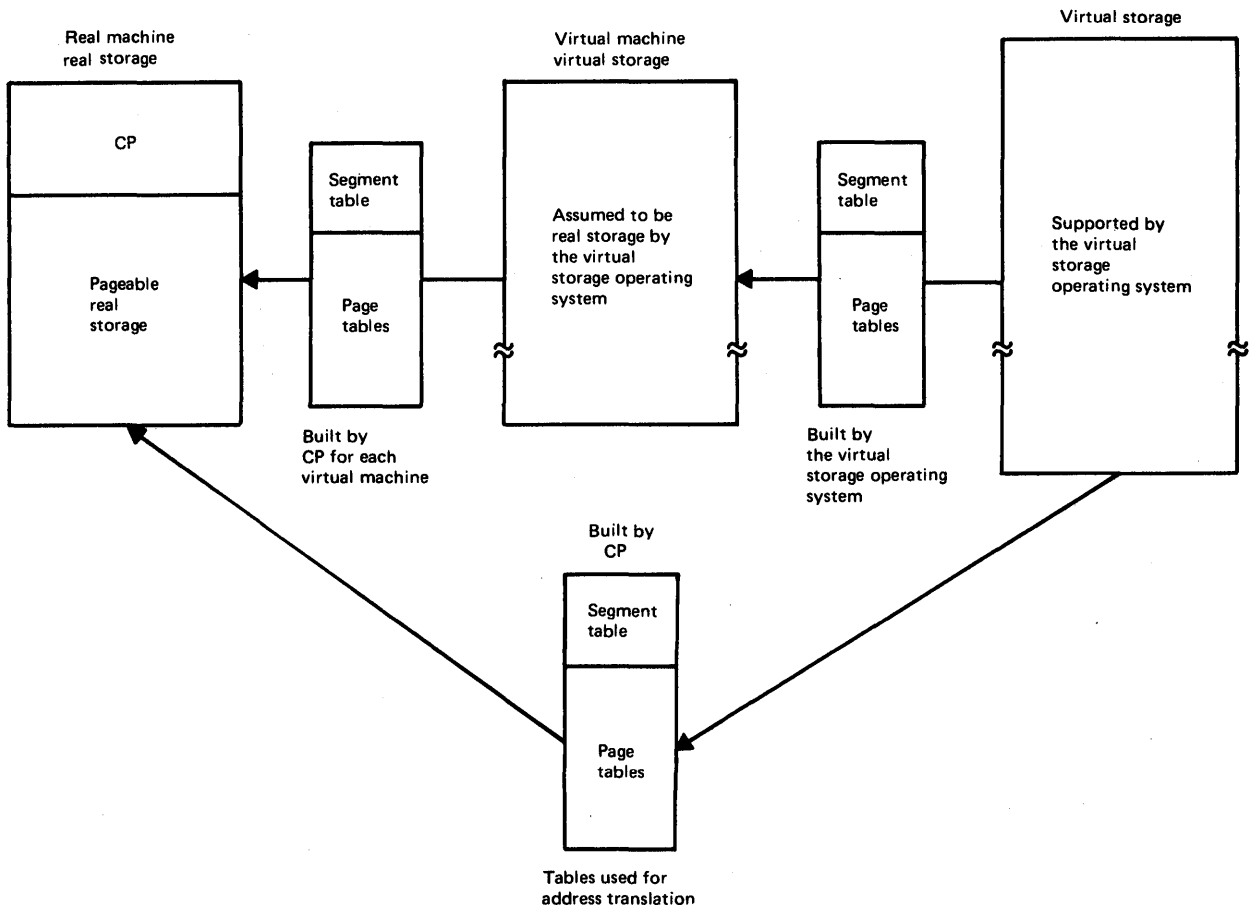 Real machine
real storage
CP
Pageable
real
storage
Segment
table
Page
tables
Built by
CP for each
virtual machine
Virtual machine
virtual storage
Assumed to be
real storage by
the virtual
storage operating
system
Segment
table
Page
tables
Built by
the virtual
storage operating
system
Virtual storage
Supported by
the virtual
storage
operating system
Built by
CP
Segment
table
Page
tables
Tables used for
address translation